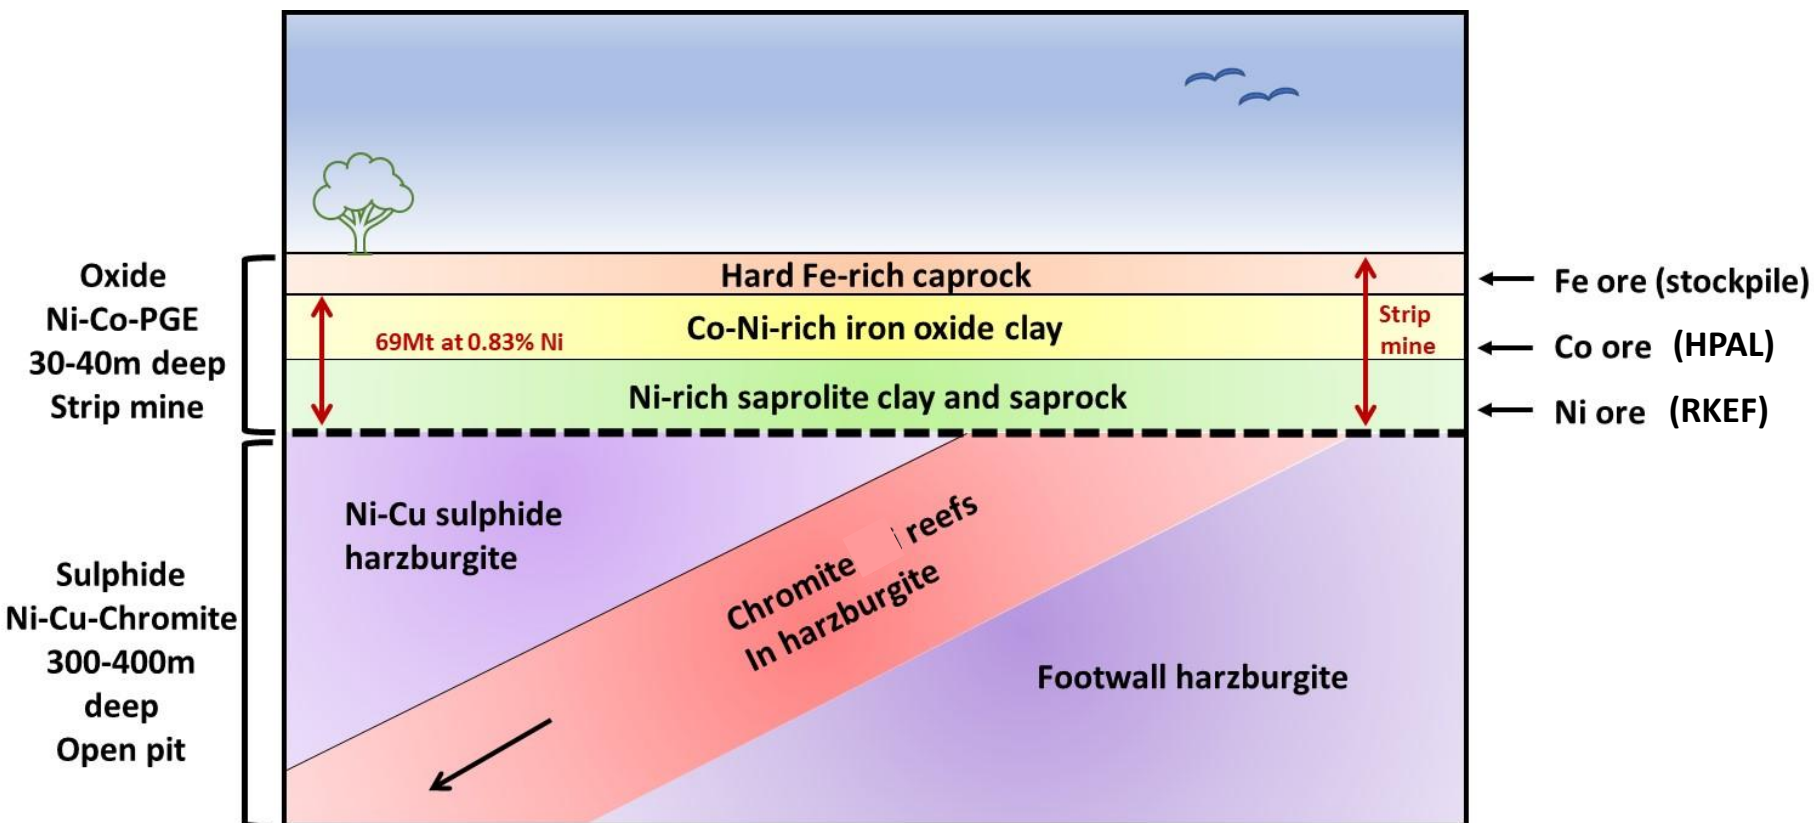 Oxide
Ni-Co-PGE
30-40m deep
Strip mine
Hard Fe-rich caprock
Fe ore (stockpile)
69Mt at 0.83% Ni
Co-Ni-rich iron oxide clay
Strip
mine
Co ore (HPAL)
Ni-rich saprolite clay and saprock
Ni ore (RKEF)
Sulphide
Ni-Cu-Chromite
300-400m
deep
Open pit
Ni-Cu sulphide
harzburgite
Chromite reefs
In harzburgite
Footwall harzburgite